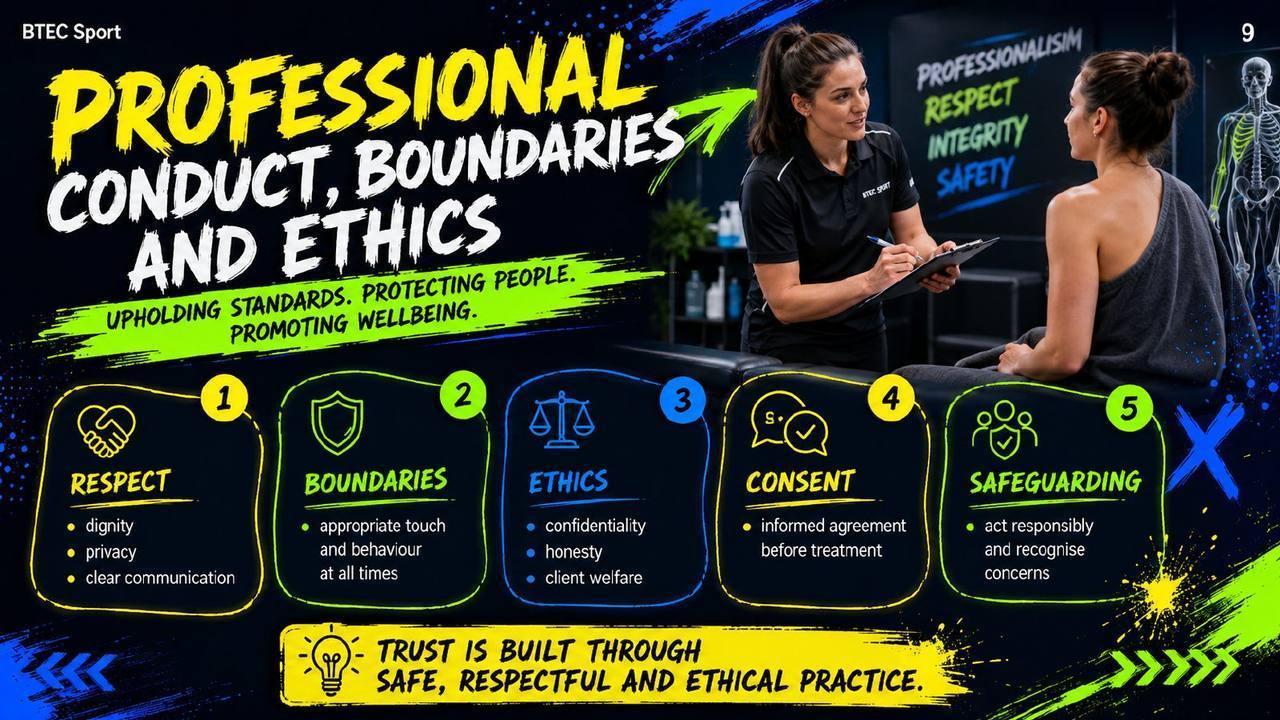 BTEC Sport
9
PROFESSIONAL
CONDUCT, BOUNDARIES
AND ETHICS
UPHOLDING STANDARDS. PROTECTING PEOPLE.
PROMOTING WELLBEING.
PROFESSIONALISIM
RESPECT
INTEGRITY
SAFETY
BTEC SPORT
1
RESPECT
• dignity
• privacy
• clear communication
2
BOUNDARIES
• appropriate touch
and behaviour
at all times
3
ETHICS
• confidentiality
• honesty
• client welfare
4
CONSENT
• informed agreement
before treatment
5
SAFEGUARDING
• act responsibly
and recognise
concerns
TRUST IS BUILT THROUGH
SAFE, RESPECTFUL AND ETHICAL PRACTICE.